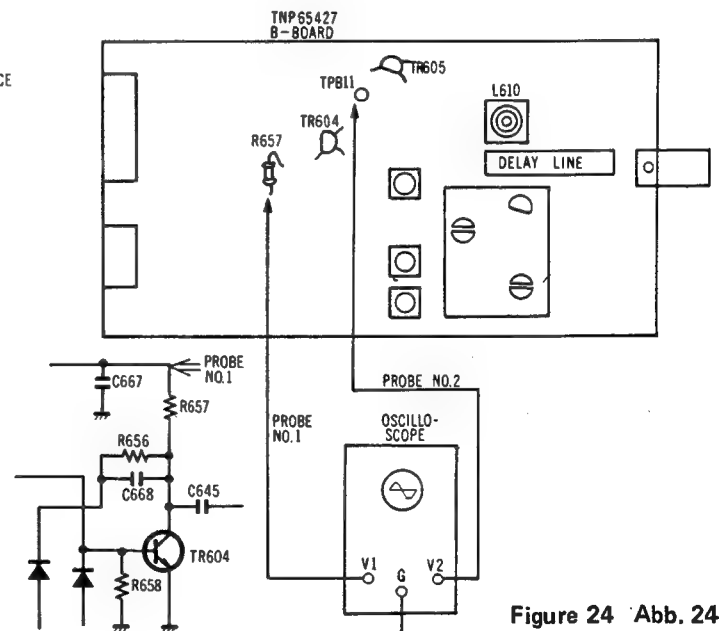 TNP65427
B-BOARD
CE
TR605
TPB11
L610
TR604
R657
DELAY LINE
PROBE
NO.1
C667
R657
PROBE NO.2
PROBE
NO.1
OSCILLO-
SCOPE
R656
C668
C645
TR604
R658
V1
G
V2
Figure 24 Abb. 24